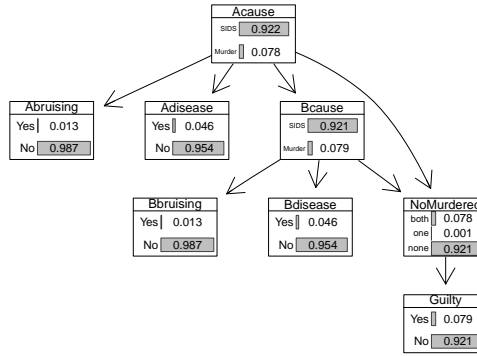 Acause
SIDS 0.922
Murder 0.078
Abruising
Yes 0.013
No 0.987
Adisease
Yes 0.046
No 0.954
Bcause
SIDS 0.921
Murder 0.079
Bbruising
Yes 0.013
No 0.987
Bdisease
Yes 0.046
No 0.954
NoMurdered
both 0.078
one 0.001
none 0.921
Guilty
Yes 0.079
No 0.921